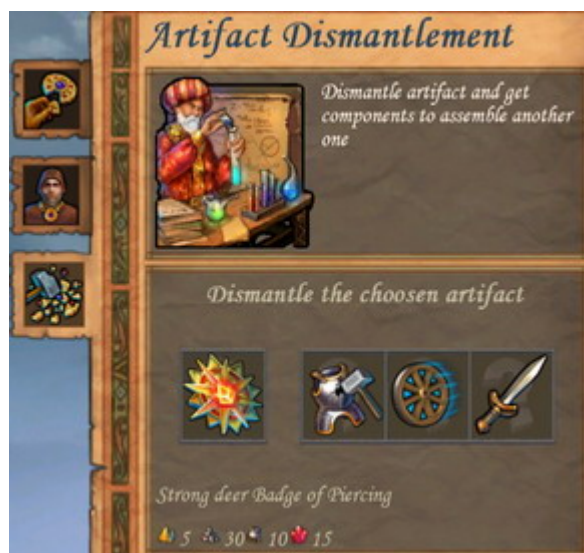 Artifact Dismantlement
Dismantle artifact and get
components to assemble another
one
Dismantle the choosen artifact
Strong deer Badge of Piercing
5 30 10 15